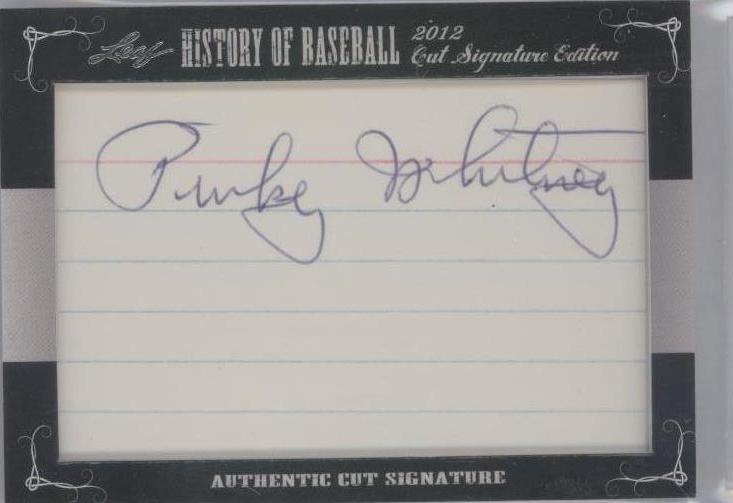 Leaf HISTORY OF BASEBALL 2012 Cut Signature Edition
Pinky Whitney
AUTHENTIC CUT SIGNATURE